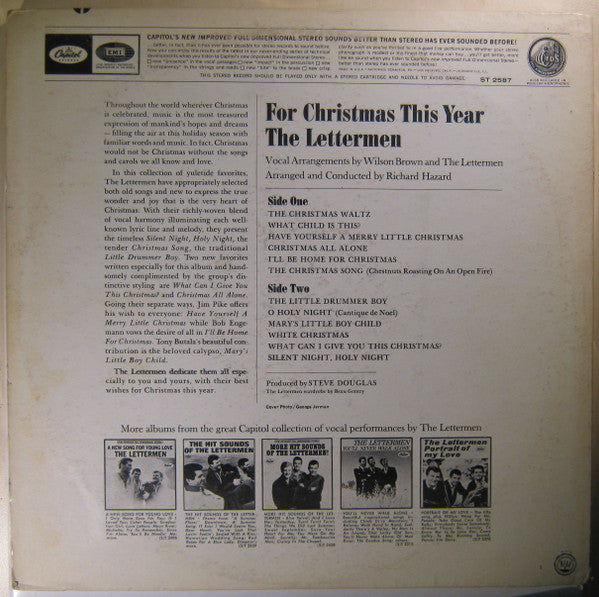 CAPITOL'S NEW IMPROVED FULL DIMENSIONAL STEREO SOUNDS BETTER THAN STEREO HAS EVER SOUNDED BEFORE!
Capitol
EMI
THIS STEREO RECORD SHOULD BE PLAYED ONLY WITH A STEREO CARTRIDGE AND NEEDLE TO AVOID DAMAGE.
ST 2587
Throughout the world wherever Christmas
is celebrated, music is the most treasured
expression of mankind's hopes and dreams
– filling the air at this holiday season with
familiar words and music. In fact, Christmas
would not be Christmas without the songs
and carols we all know and love.
In this collection of yuletide favorites,
The Lettermen have appropriately selected
both old songs and new to express the true
wonder and joy that is the very heart of
Christmas. With their richly-woven blend
of vocal harmony illuminating each well-
known lyric line and melody, they present
the timeless Silent Night, Holy Night, the
tender Christmas Song, the traditional
Little Drummer Boy. Two new favorites
written especially for this album and hand-
somely complimented by the group's dis-
tinctive styling are What Can I Give You
This Christmas? and Christmas All Alone.
Going their separate ways, Jim Pike offers
his wish to everyone: Have Yourself A
Merry Little Christmas while Bob Enge-
mann vows the desire of all in I'll Be Home
For Christmas. Tony Butala's beautiful con-
tribution is the beloved calypso, Mary's
Little Boy Child.
The Lettermen dedicate them all espe-
cially to you and yours, with their best
wishes for Christmas this year.
For Christmas This Year
The Lettermen
Vocal Arrangements by Wilson Brown and The Lettermen
Arranged and Conducted by Richard Hazard
Side One
THE CHRISTMAS WALTZ
WHAT CHILD IS THIS?
HAVE YOURSELF A MERRY LITTLE CHRISTMAS
CHRISTMAS ALL ALONE
I'LL BE HOME FOR CHRISTMAS
THE CHRISTMAS SONG (Chestnuts Roasting On An Open Fire)
Side Two
THE LITTLE DRUMMER BOY
O HOLY NIGHT (Cantique de Noel)
MARY'S LITTLE BOY CHILD
WHITE CHRISTMAS
WHAT CAN I GIVE YOU THIS CHRISTMAS?
SILENT NIGHT, HOLY NIGHT
Produced by STEVE DOUGLAS
The Lettermen wardrobe by Beau-Gentry
Cover Photo / George Jerman
More albums from the great Capitol collection of vocal performances by The Lettermen
A NEW SONG FOR YOUNG LOVE
THE LETTERMEN
THE HIT SOUNDS
OF THE LETTERMEN
MORE HIT SOUNDS
OF THE LETTERMEN!
THE LETTERMEN
YOU'LL NEVER WALK ALONE
The Lettermen
Portrait of
my Love